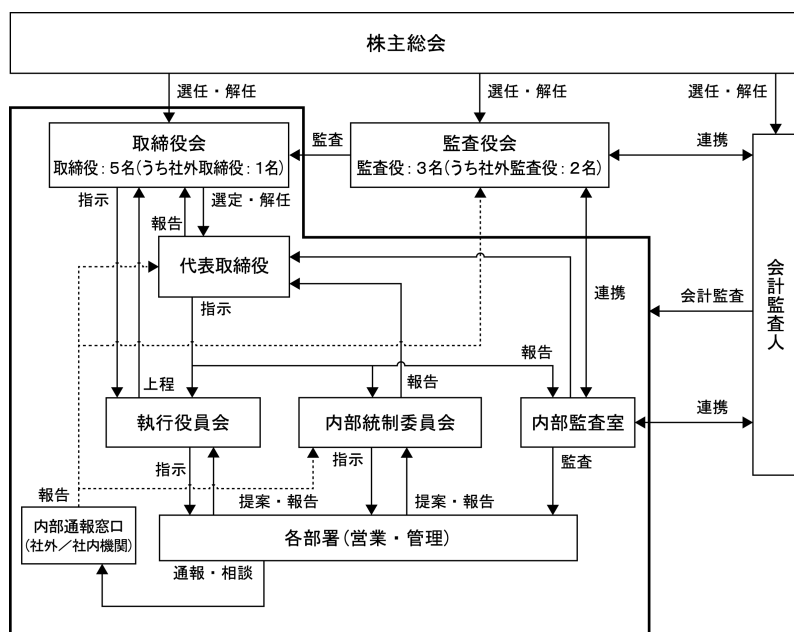 株主総会
選任・解任
選任・解任
選任・解任
取締役会
取締役：5名(うち社外取締役：1名)
監査
監査役会
監査役：3名(うち社外監査役：2名)
連携
指示
報告
選定・解任
代表取締役
指示
連携
会計監査
会計監査人
報告
上程
報告
執行役員会
内部統制委員会
内部監査室
連携
指示
指示
監査
報告
提案・報告
提案・報告
内部通報窓口
(社外／社内機関)
各部署(営業・管理)
通報・相談